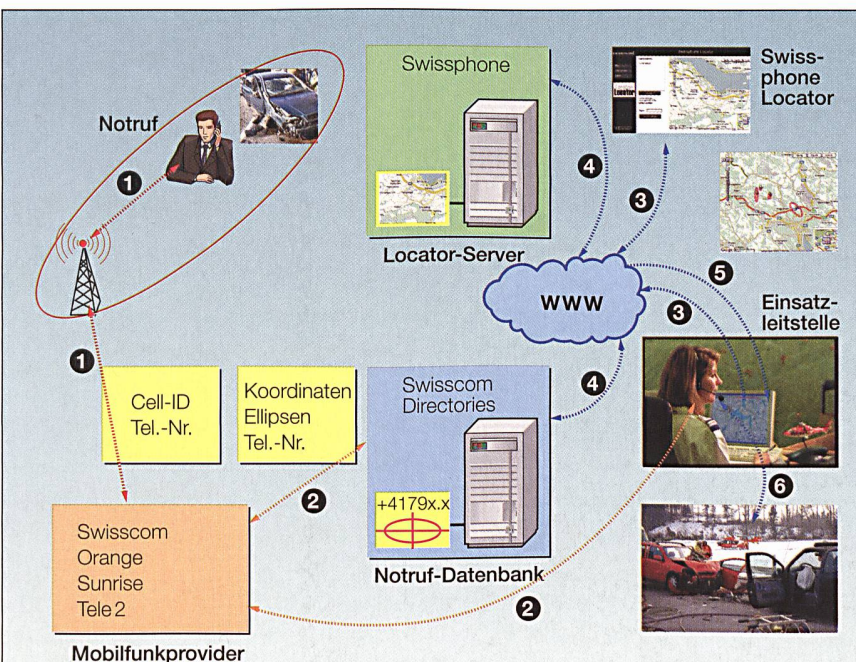 Notruf
1
1
Swissphone
Locator-Server
4
Swiss-
phone
Locator
Locator
3
www
5
3
Einsatz-
leitstelle
4
Cell-ID
Tel.-Nr.
Koordinaten
Ellipsen
Tel.-Nr.
Swisscom
Directories
+4179x.x
Notruf-Datenbank
2
2
6
Swisscom
Orange
Sunrise
Tele 2
Mobilfunkprovider